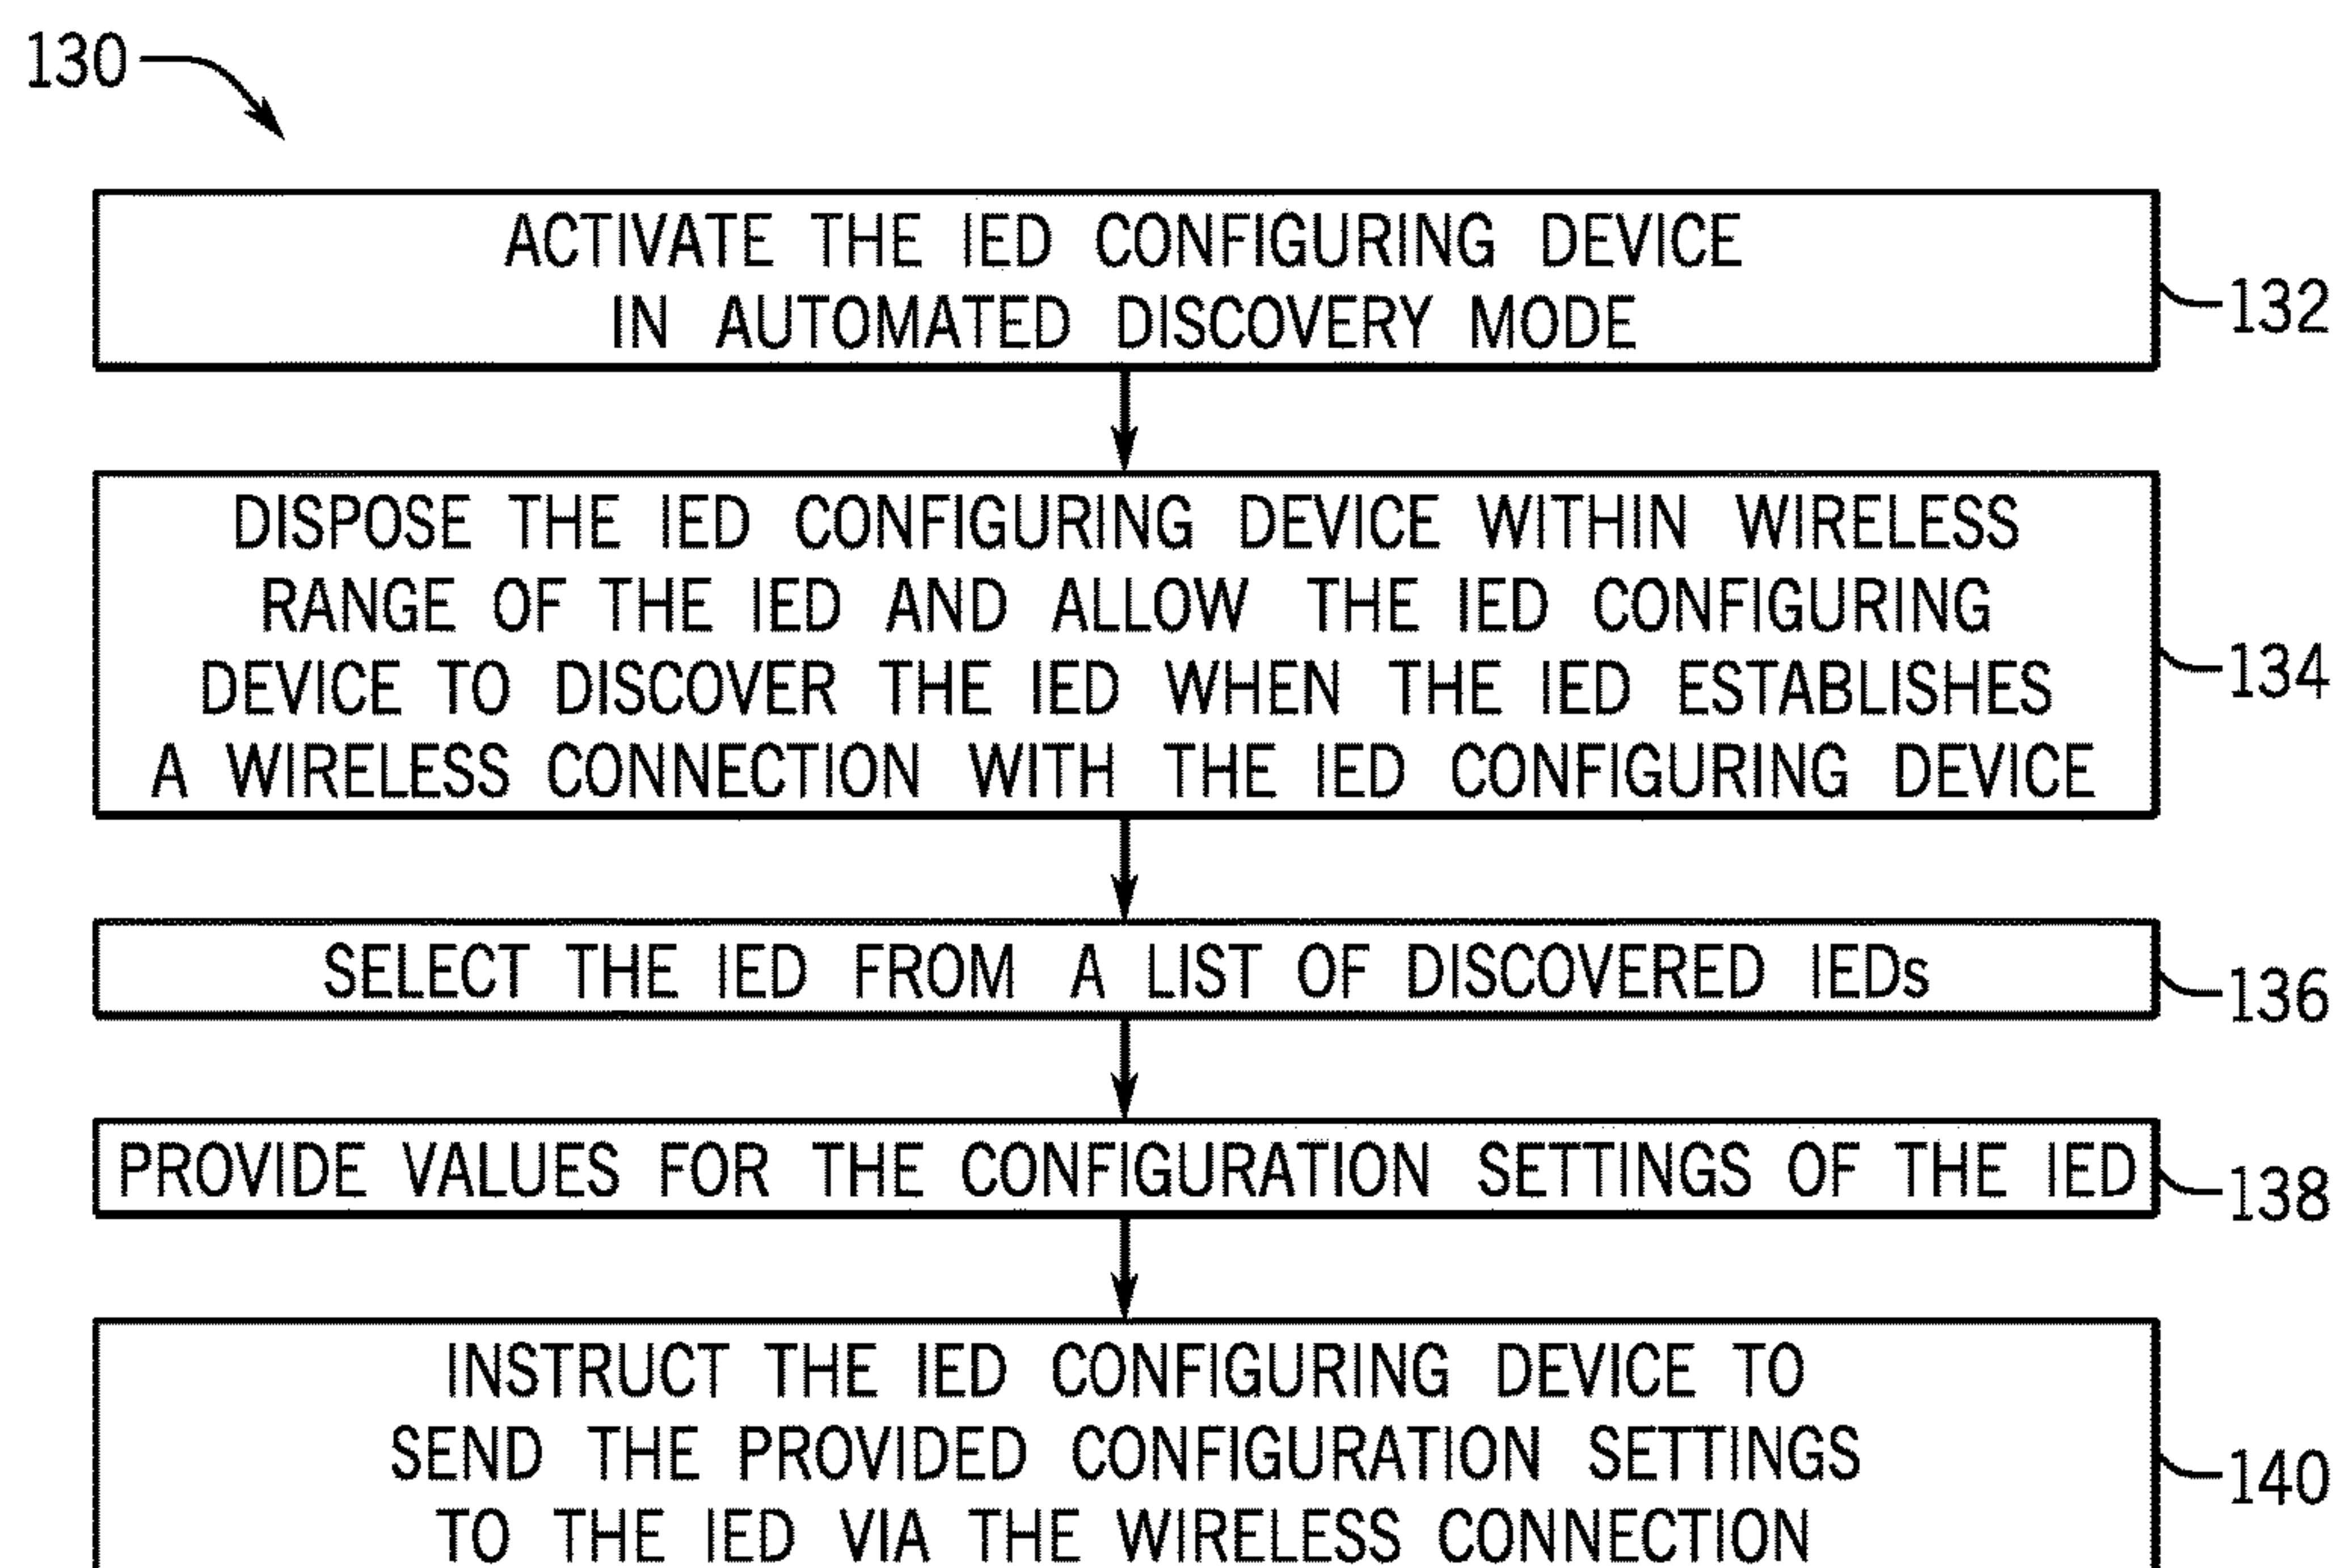 130
ACTIVATE THE IED CONFIGURING DEVICE
IN AUTOMATED DISCOVERY MODE
132
DISPOSE THE IED CONFIGURING DEVICE WITHIN WIRELESS
RANGE OF THE IED AND ALLOW THE IED CONFIGURING
DEVICE TO DISCOVER THE IED WHEN THE IED ESTABLISHES
A WIRELESS CONNECTION WITH THE IED CONFIGURING DEVICE
134
SELECT THE IED FROM A LIST OF DISCOVERED IEDs
136
PROVIDE VALUES FOR THE CONFIGURATION SETTINGS OF THE IED
138
INSTRUCT THE IED CONFIGURING DEVICE TO
SEND THE PROVIDED CONFIGURATION SETTINGS
TO THE IED VIA THE WIRELESS CONNECTION
140